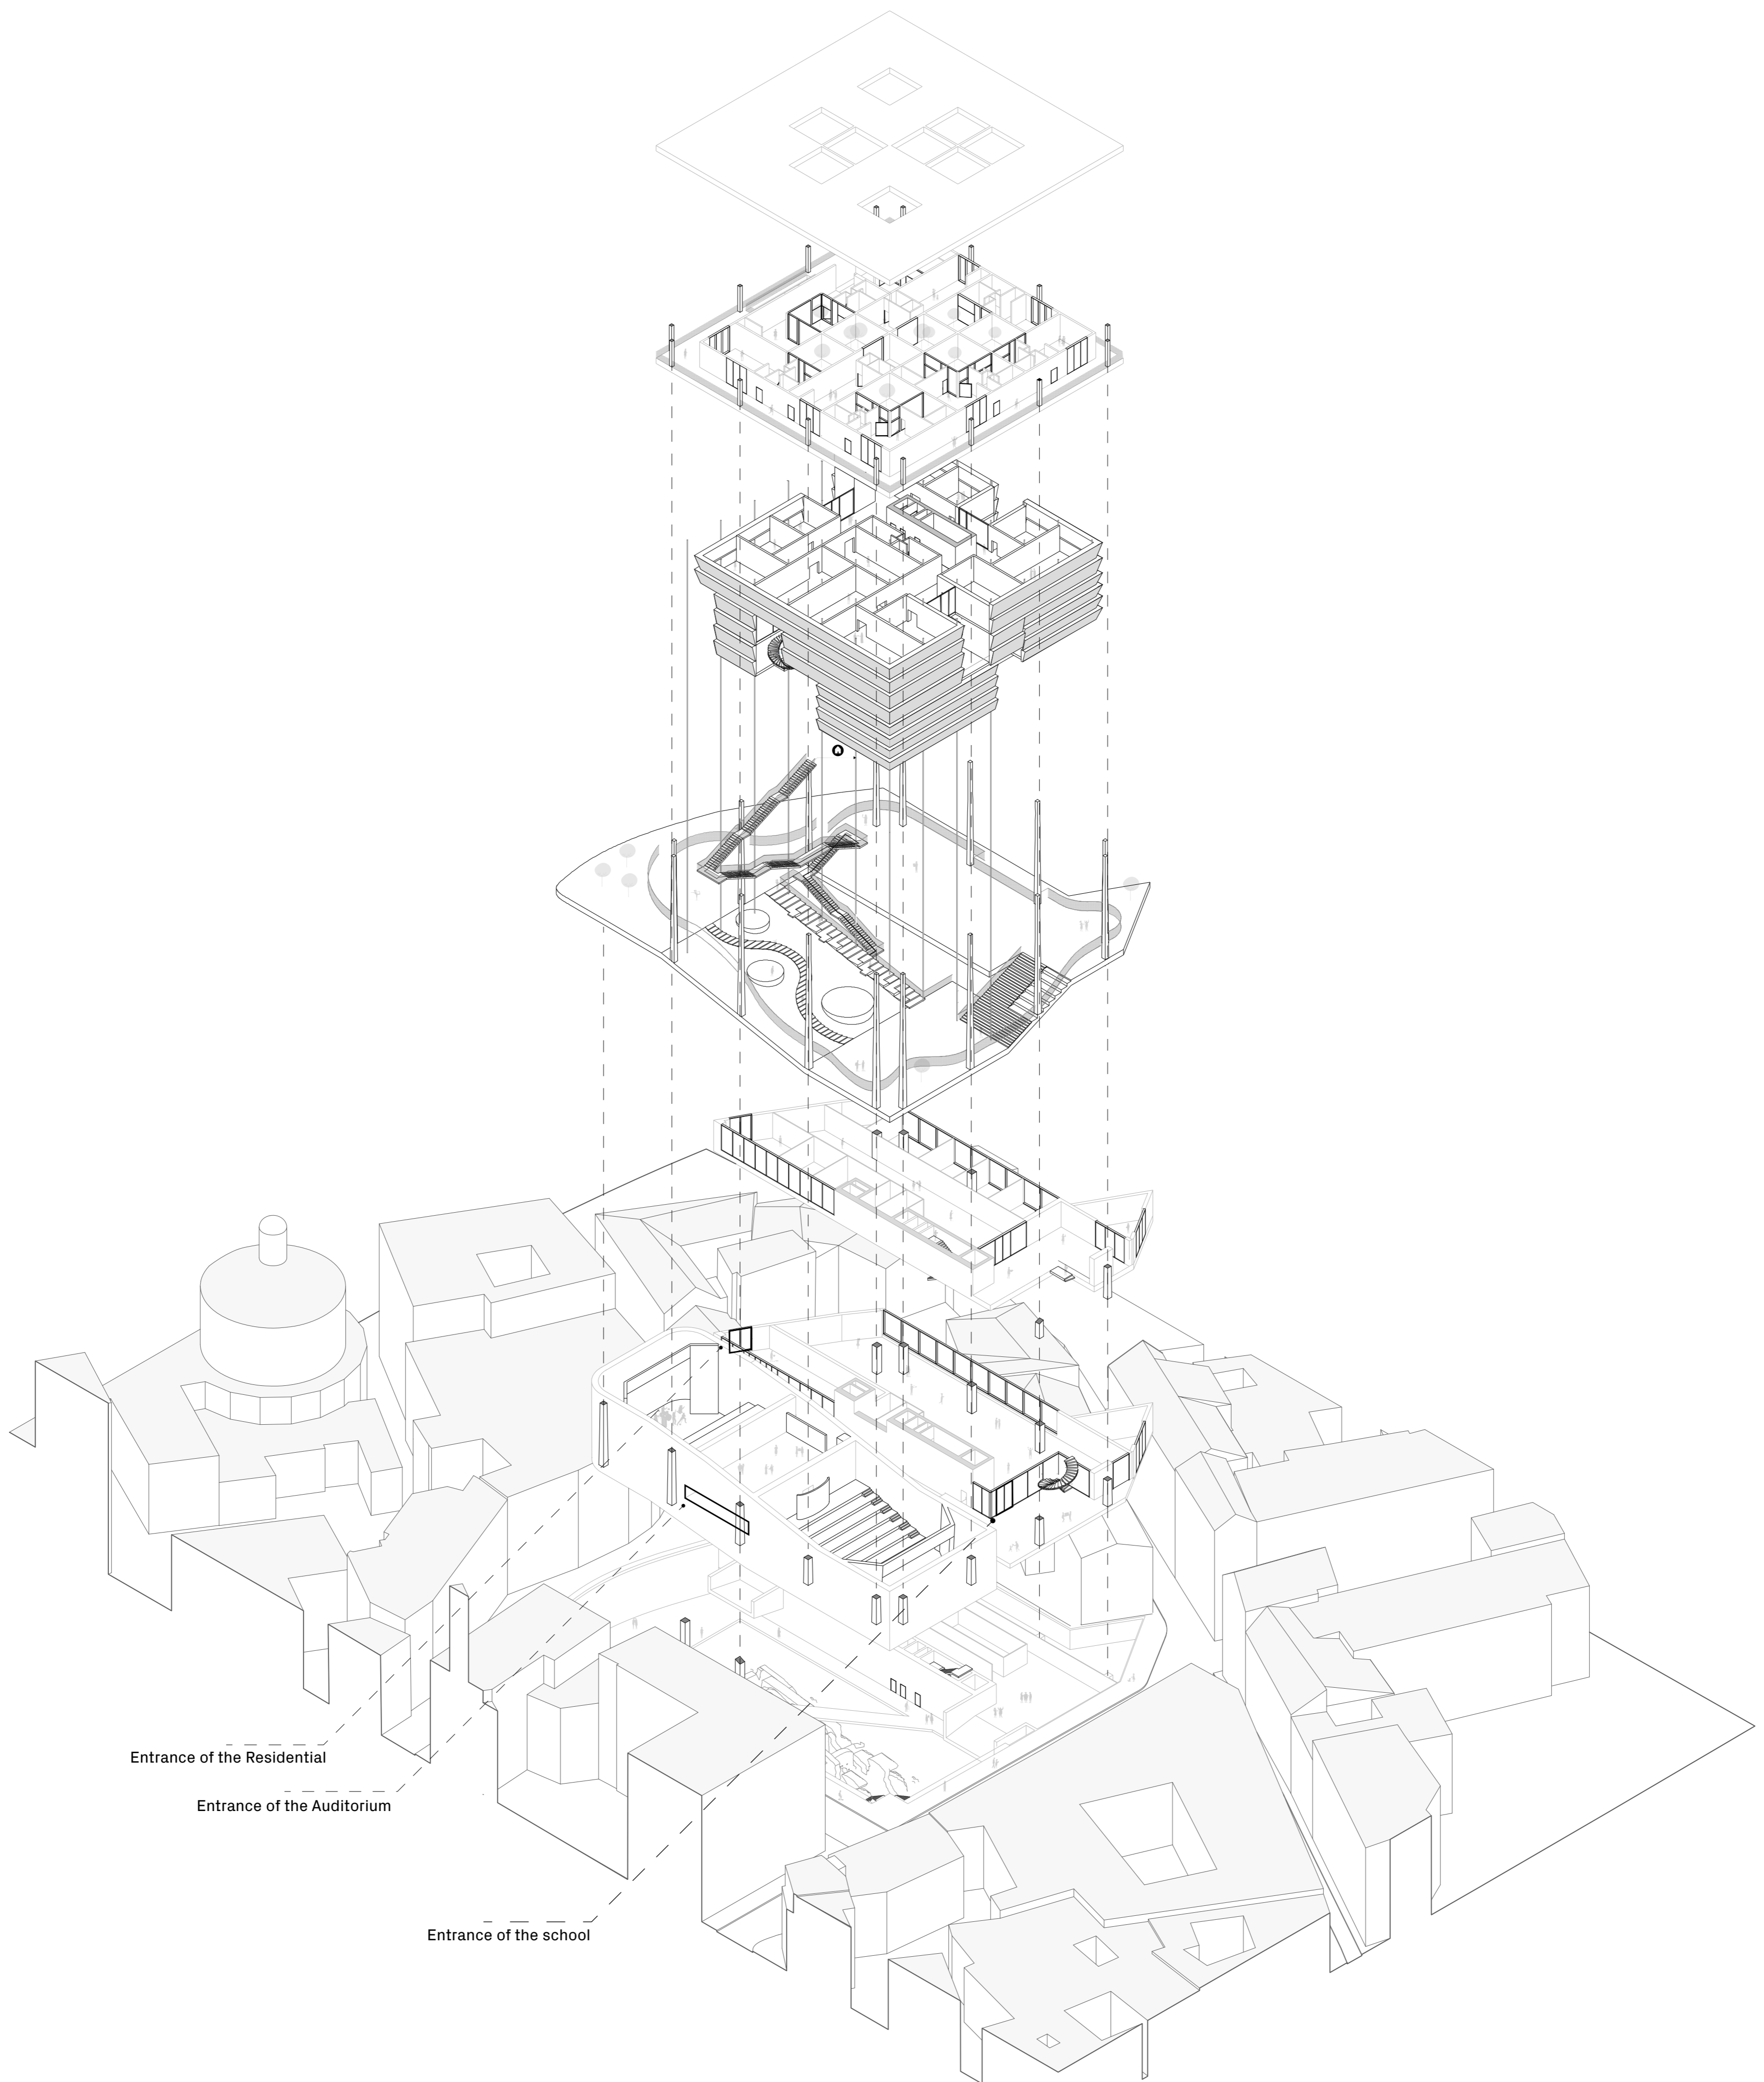 Entrance of the Residential
Entrance of the Auditorium
Entrance of the school